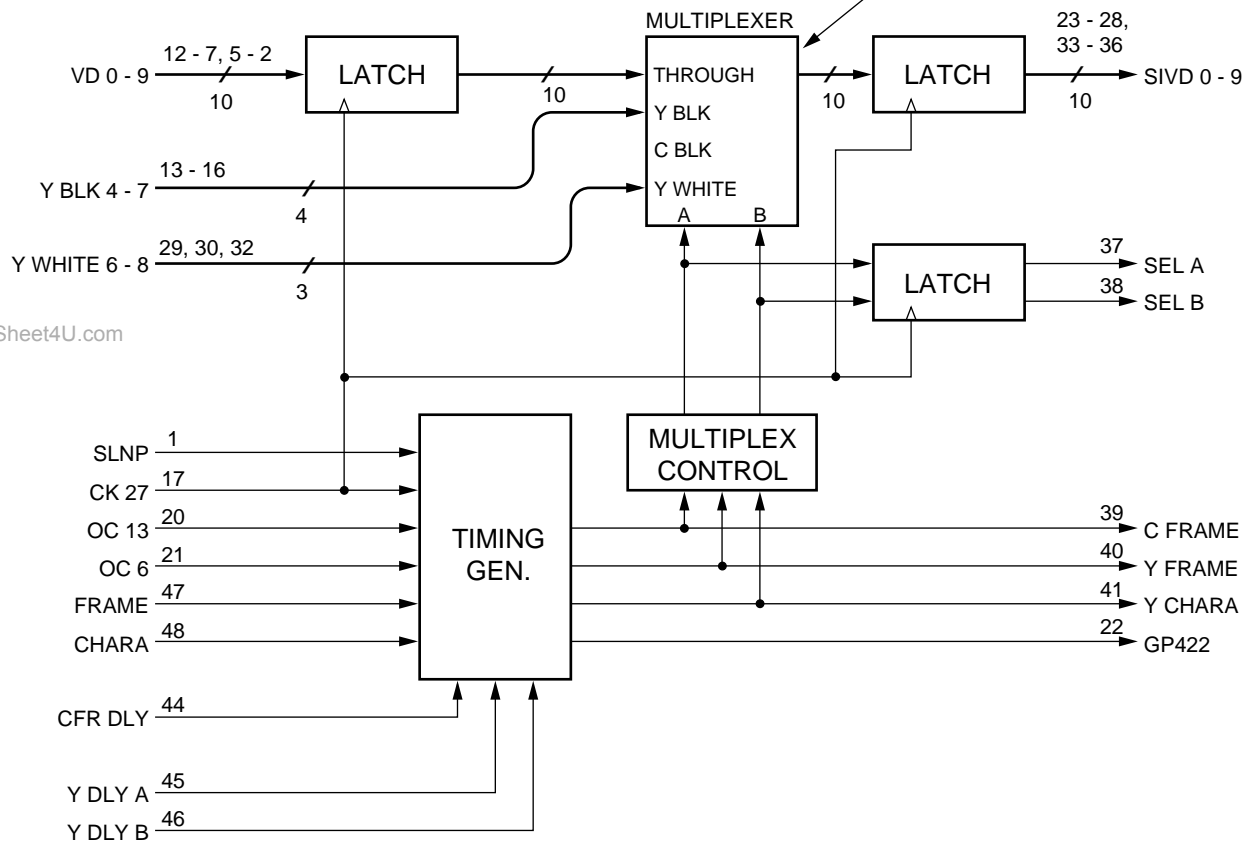 MULTIPLEXER
23 - 28,
33 - 36
12 - 7, 5 - 2
VD 0 - 9
10
LATCH
10
THROUGH
10
LATCH
10
SIVD 0 - 9
Y BLK
C BLK
Y WHITE
A B
13 - 16
Y BLK 4 - 7
4
29, 30, 32
Y WHITE 6 - 8
3
LATCH
37
SEL A
38
SEL B
Sheet4U.com
MULTIPLEX
CONTROL
SLNP 1
CK 27 17
OC 13 20
OC 6 21
FRAME 47
CHARA 48
TIMING
GEN.
39
C FRAME
40
Y FRAME
41
Y CHARA
22
GP422
CFR DLY 44
Y DLY A 45
Y DLY B 46